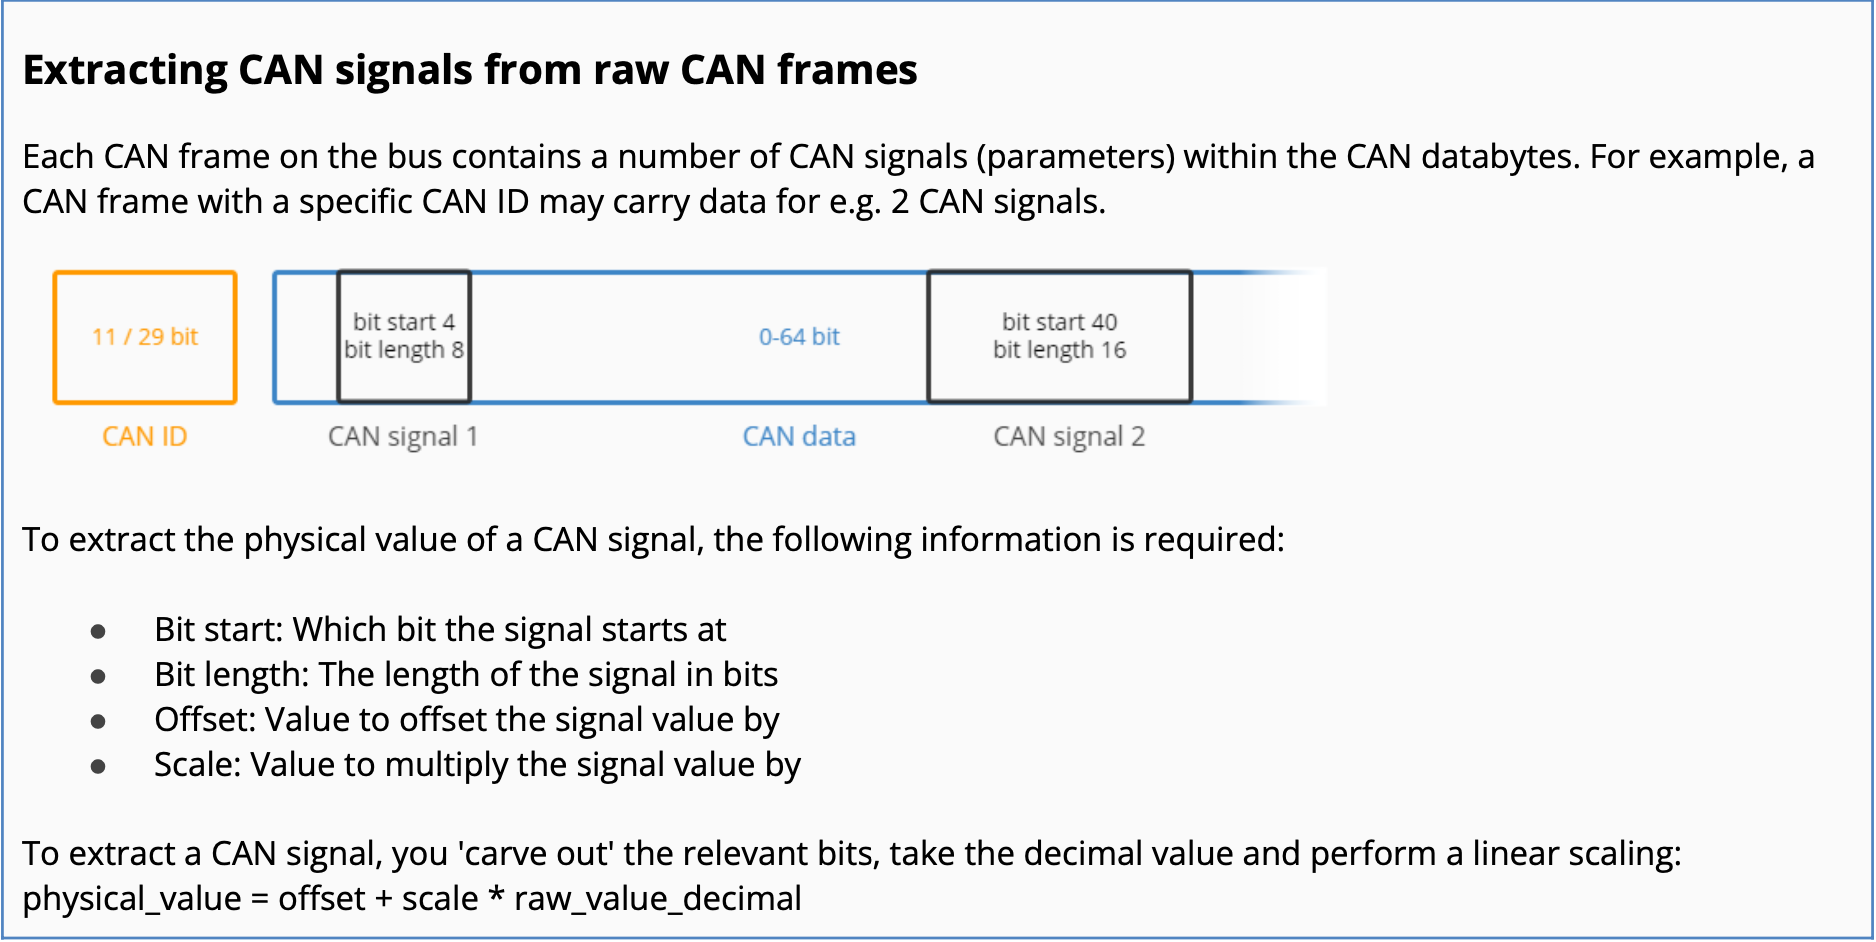 Extracting CAN signals from raw CAN frames
Each CAN frame on the bus contains a number of CAN signals (parameters) within the CAN databytes. For example, a
CAN frame with a specific CAN ID may carry data for e.g. 2 CAN signals.
11 / 29 bit
bit start 4
bit length 8
0-64 bit
bit start 40
bit length 16
CAN ID
CAN signal 1
CAN data
CAN signal 2
To extract the physical value of a CAN signal, the following information is required:
● Bit start: Which bit the signal starts at
● Bit length: The length of the signal in bits
● Offset: Value to offset the signal value by
● Scale: Value to multiply the signal value by
To extract a CAN signal, you 'carve out' the relevant bits, take the decimal value and perform a linear scaling:
physical_value = offset + scale * raw_value_decimal